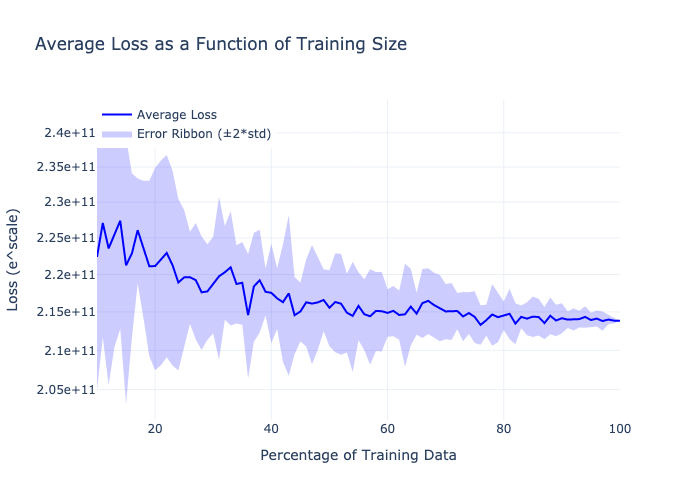 Average Loss as a Function of Training Size
Average Loss
Error Ribbon (±2*std)
2.4e+11
2.35e+11
2.3e+11
2.25e+11
2.2e+11
2.15e+11
2.1e+11
2.05e+11
Loss (e^scale)
20
40
60
80
100
Percentage of Training Data